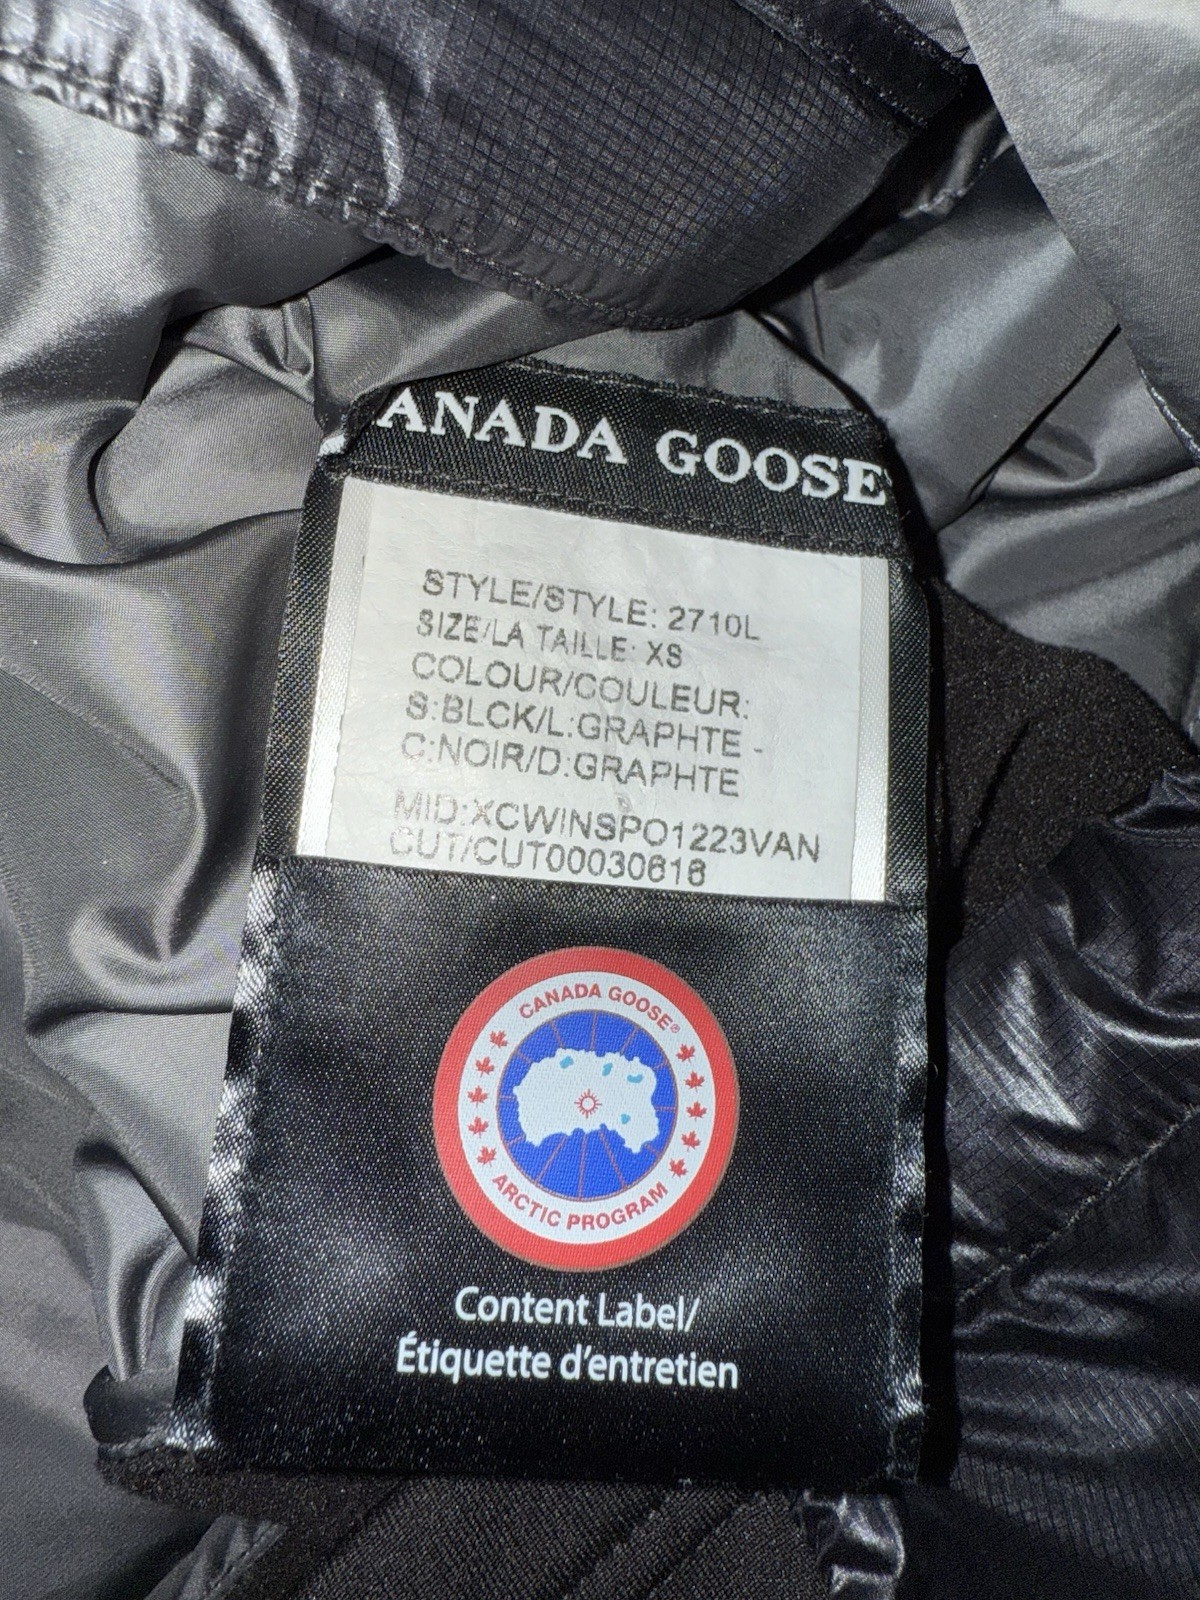 ANADA GOOSE
STYLE/STYLE: 2710L
SIZE/LA TAILLE: XS
COLOUR/COULEUR:
S:BLCK/L:GRAPHTE -
C:NOIR/D:GRAPHTE
MID:XCWINSPO1223VAN
CUT/CUT00030618
CANADA GOOSE®
ARCTIC PROGRAM
Content Label/
Étiquette d'entretien